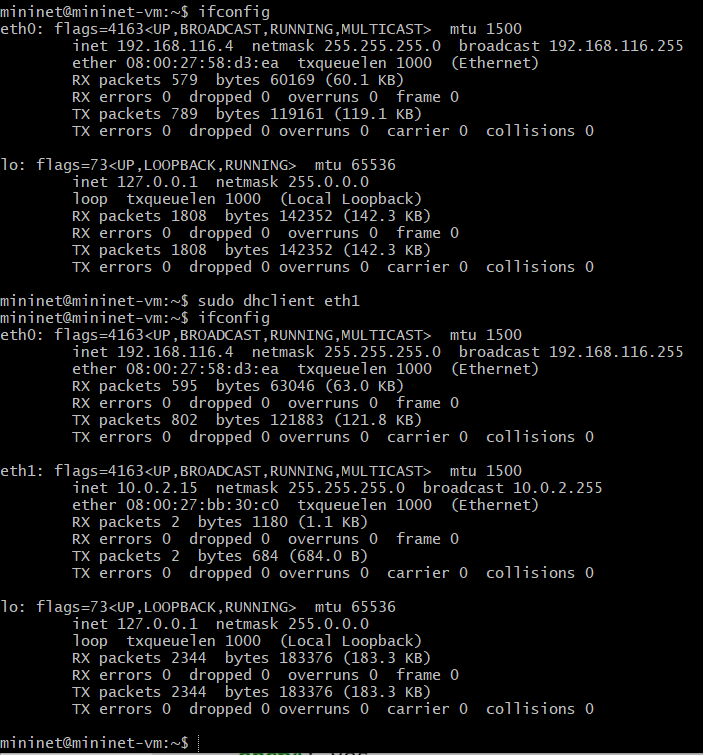 mininet@mininet-vm:~$ ifconfig
eth0: flags=4163<UP,BROADCAST,RUNNING,MULTICAST>  mtu 1500
        inet 192.168.116.4  netmask 255.255.255.0  broadcast 192.168.116.255
        ether 08:00:27:58:d3:ea  txqueuelen 1000  (Ethernet)
        RX packets 579  bytes 60169 (60.1 KB)
        RX errors 0  dropped 0  overruns 0  frame 0
        TX packets 789  bytes 119161 (119.1 KB)
        TX errors 0  dropped 0 overruns 0  carrier 0  collisions 0

lo: flags=73<UP,LOOPBACK,RUNNING>  mtu 65536
        inet 127.0.0.1  netmask 255.0.0.0
        loop  txqueuelen 1000  (Local Loopback)
        RX packets 1808  bytes 142352 (142.3 KB)
        RX errors 0  dropped 0  overruns 0  frame 0
        TX packets 1808  bytes 142352 (142.3 KB)
        TX errors 0  dropped 0 overruns 0  carrier 0  collisions 0

mininet@mininet-vm:~$ sudo dhclient eth1
mininet@mininet-vm:~$ ifconfig
eth0: flags=4163<UP,BROADCAST,RUNNING,MULTICAST>  mtu 1500
        inet 192.168.116.4  netmask 255.255.255.0  broadcast 192.168.116.255
        ether 08:00:27:58:d3:ea  txqueuelen 1000  (Ethernet)
        RX packets 595  bytes 63046 (63.0 KB)
        RX errors 0  dropped 0  overruns 0  frame 0
        TX packets 802  bytes 121883 (121.8 KB)
        TX errors 0  dropped 0 overruns 0  carrier 0  collisions 0

eth1: flags=4163<UP,BROADCAST,RUNNING,MULTICAST>  mtu 1500
        inet 10.0.2.15  netmask 255.255.255.0  broadcast 10.0.2.255
        ether 08:00:27:bb:30:c0  txqueuelen 1000  (Ethernet)
        RX packets 2  bytes 1180 (1.1 KB)
        RX errors 0  dropped 0  overruns 0  frame 0
        TX packets 2  bytes 684 (684.0 B)
        TX errors 0  dropped 0 overruns 0  carrier 0  collisions 0

lo: flags=73<UP,LOOPBACK,RUNNING>  mtu 65536
        inet 127.0.0.1  netmask 255.0.0.0
        loop  txqueuelen 1000  (Local Loopback)
        RX packets 2344  bytes 183376 (183.3 KB)
        RX errors 0  dropped 0  overruns 0  frame 0
        TX packets 2344  bytes 183376 (183.3 KB)
        TX errors 0  dropped 0 overruns 0  carrier 0  collisions 0

mininet@mininet-vm:~$